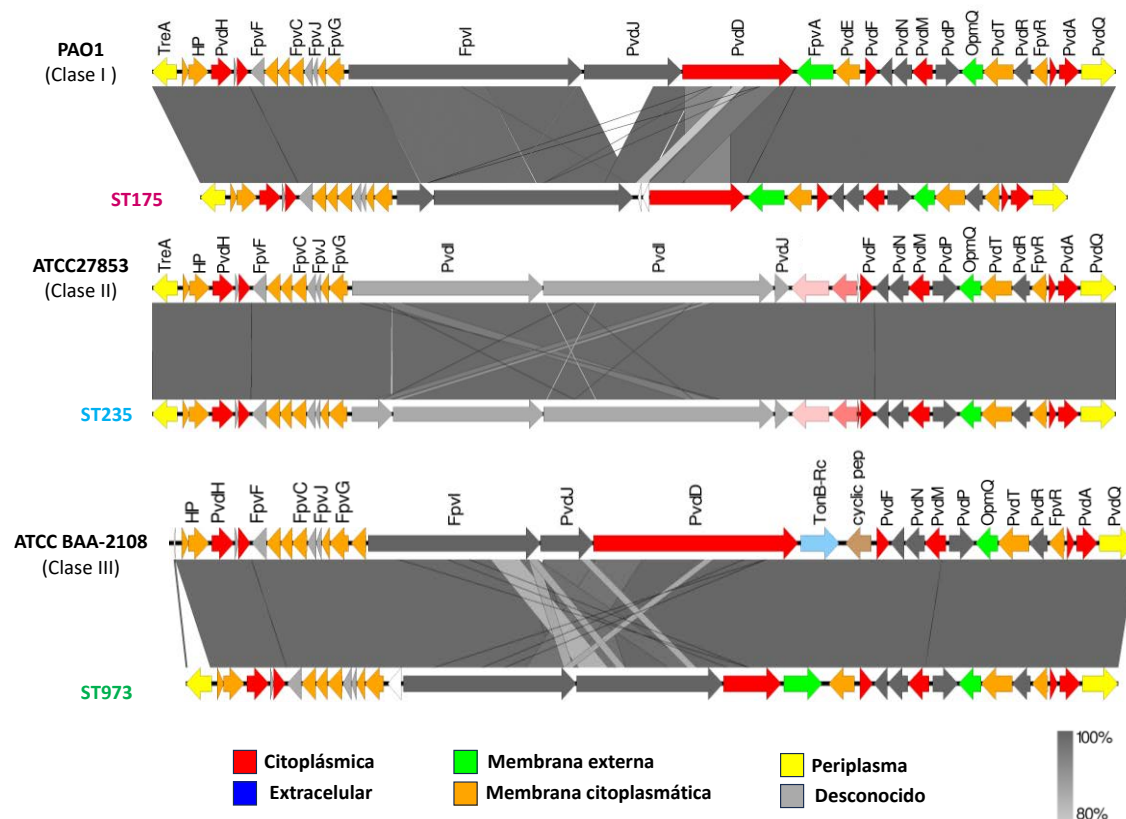 TreA HP PvdH FpvF FpvC FpvJ FpvG FpvI PvdJ PvdD FpvA PvdE PvdF PvdN PvdM PvdP OpmQ PvdT PvdR FpvR PvdA PvdQ
PAO1
(Clase I )
ST175
TreA HP PvdH FpvF FpvC FpvJ FpvG PvdI PvdI PvdJ PvdF PvdN PvdM PvdP OpmQ PvdT PvdR FpvR PvdA PvdQ
ATCC27853
(Clase II)
ST235
HP PvdH FpvF FpvC FpvJ FpvG FpvI PvdJ PvdD TonB-Rc cyclic pep PvdF PvdN PvdM PvdP OpmQ PvdT PvdR FpvR PvdA PvdQ
ATCC BAA-2108
(Clase III)
ST973
Citoplásmica Membrana externa Periplasma
Extracelular Membrana citoplasmática Desconocido
100%
80%